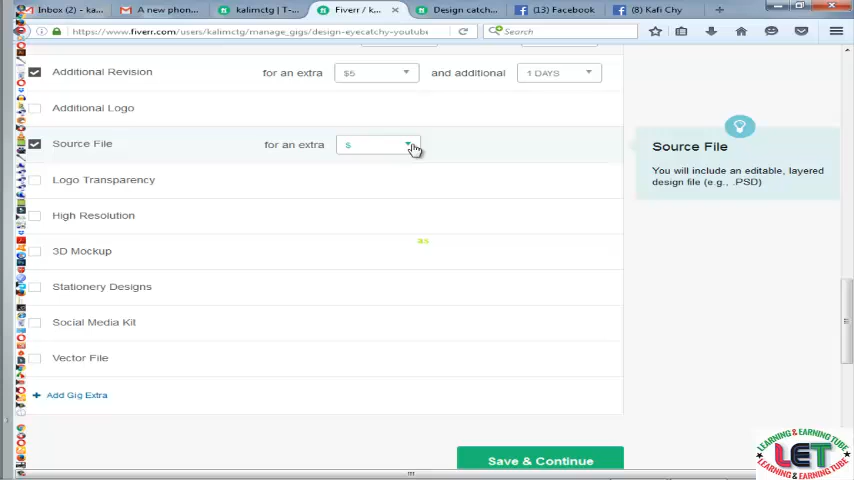 Inbox (2) - ka...
A new phon...
kalimctg | T-...
Fiverr / k...
Design catch...
(13) Facebook
(8) Kafi Chy
https://www.fiverr.com/users/kalimctg/manage_gigs/design-eyecatchy-youtub
Search
Additional Revision for an extra $5 and additional 1 DAYS
Additional Logo
Source File for an extra 5
Source File
You will include an editable, layered
design file (e.g., .PSD)
Logo Transparency
High Resolution
as
3D Mockup
Stationery Designs
Social Media Kit
Vector File
+ Add Gig Extra
Save & Continue
LEARNING & EARNING TUBE
LET
LEARNING & EARNING TUBE